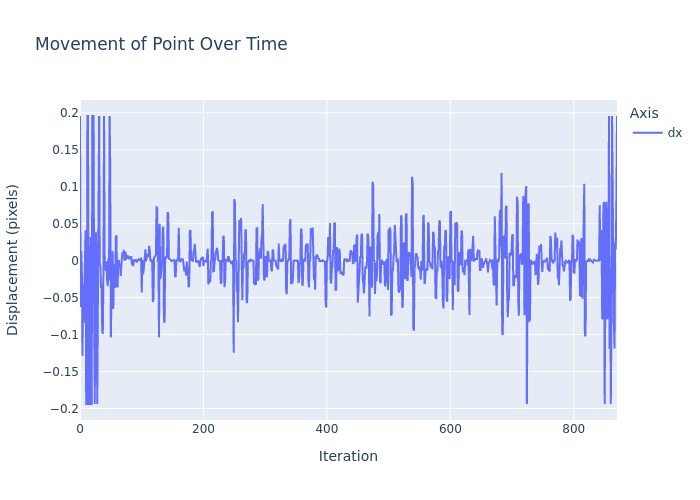 Movement of Point Over Time
Axis
dx
0.2
0.15
0.1
0.05
0
−0.05
−0.1
−0.15
−0.2
0
200
400
600
800
Iteration
Displacement (pixels)